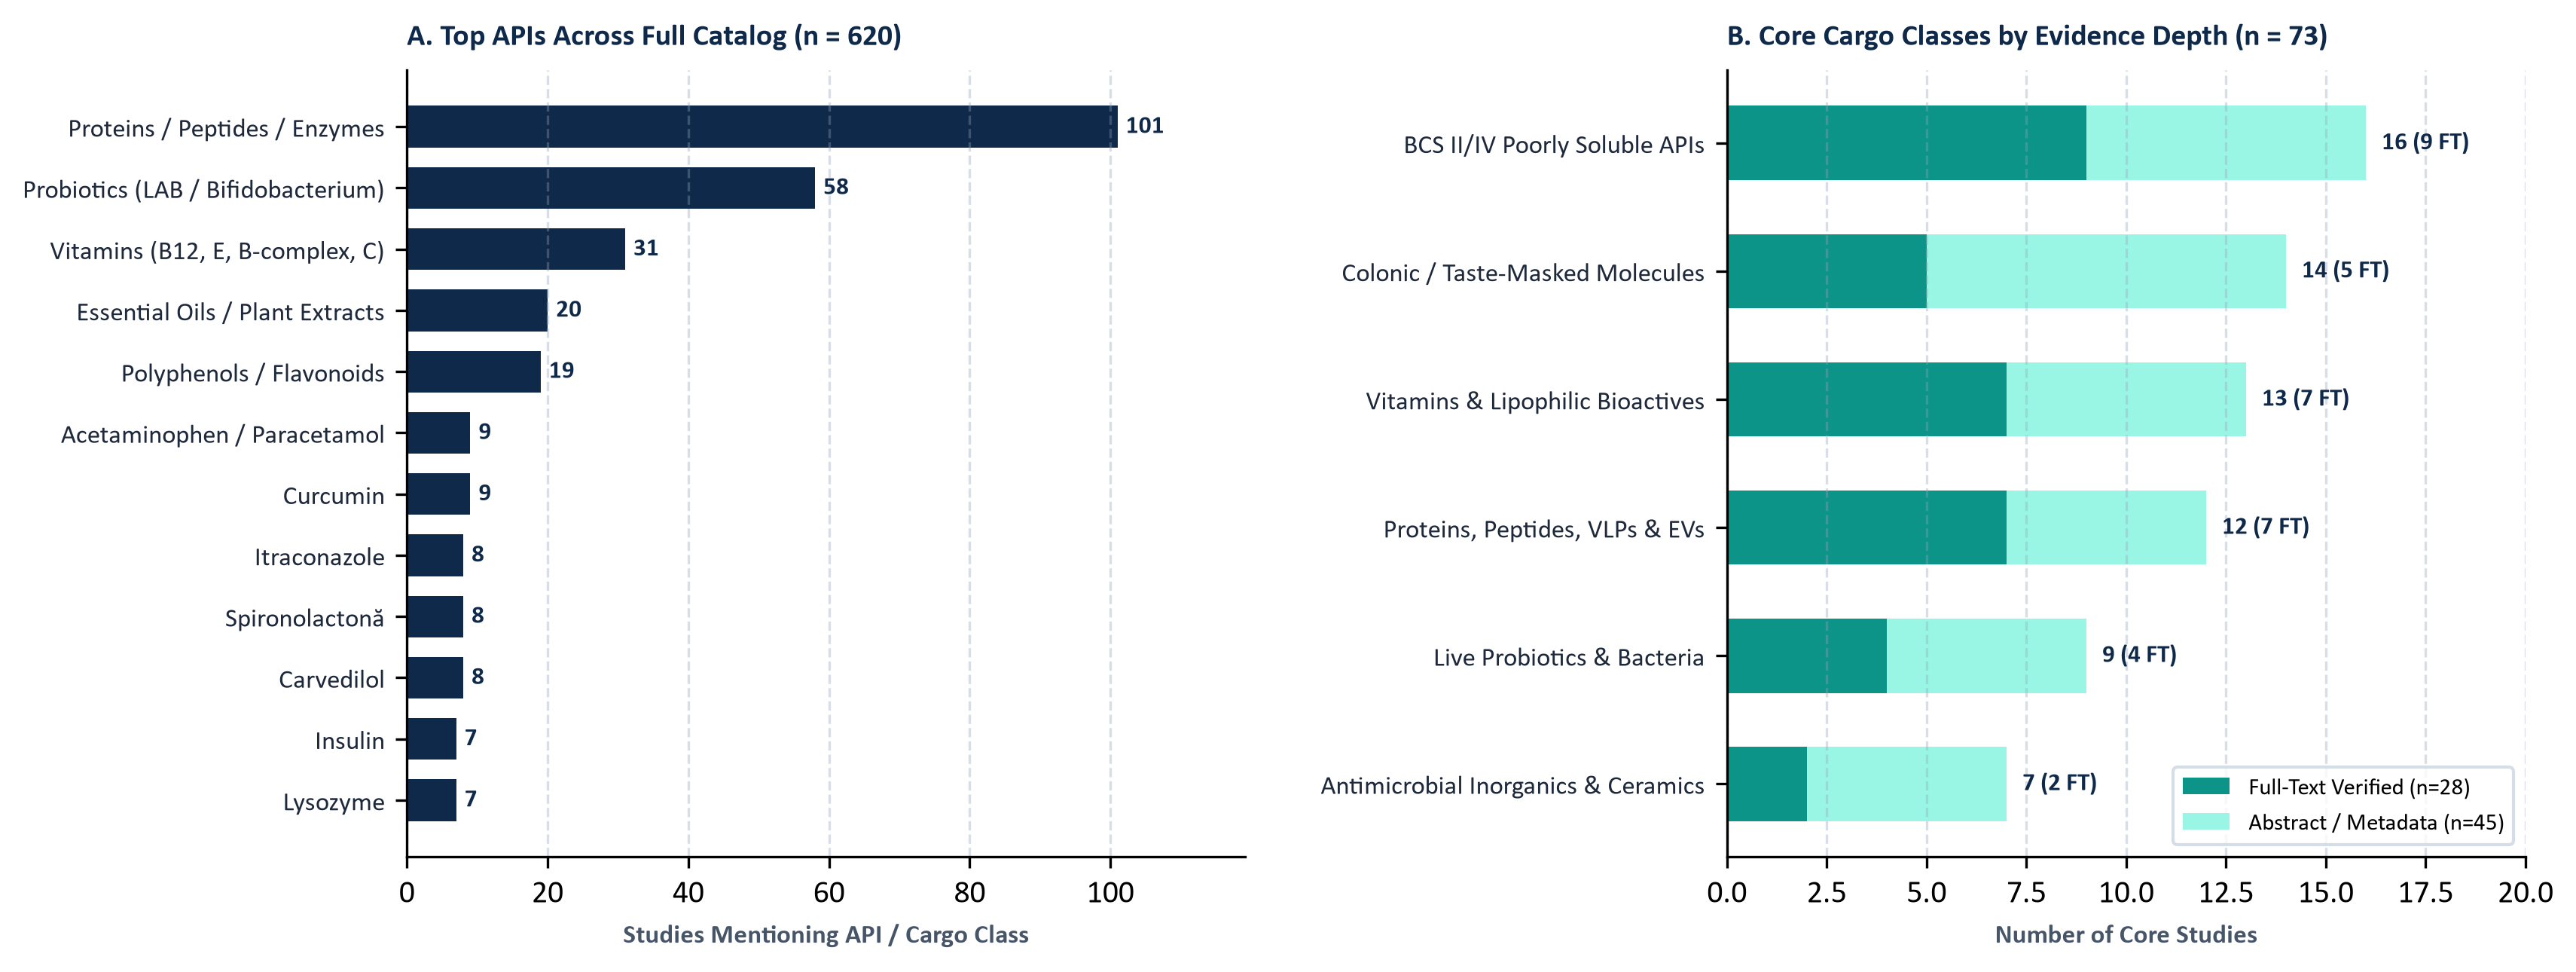 A. Top APIs Across Full Catalog (n = 620)
Proteins / Peptides / Enzymes
101
Probiotics (LAB / Bifidobacterium)
58
Vitamins (B12, E, B-complex, C)
31
Essential Oils / Plant Extracts
20
Polyphenols / Flavonoids
19
Acetaminophen / Paracetamol
9
Curcumin
9
Itraconazole
8
Spironolactonă
8
Carvedilol
8
Insulin
7
Lysozyme
7
0 20 40 60 80 100
Studies Mentioning API / Cargo Class
B. Core Cargo Classes by Evidence Depth (n = 73)
BCS II/IV Poorly Soluble APIs
16 (9 FT)
Colonic / Taste-Masked Molecules
14 (5 FT)
Vitamins & Lipophilic Bioactives
13 (7 FT)
Proteins, Peptides, VLPs & EVs
12 (7 FT)
Live Probiotics & Bacteria
9 (4 FT)
Antimicrobial Inorganics & Ceramics
7 (2 FT)
Full-Text Verified (n=28)
Abstract / Metadata (n=45)
0.0 2.5 5.0 7.5 10.0 12.5 15.0 17.5 20.0
Number of Core Studies